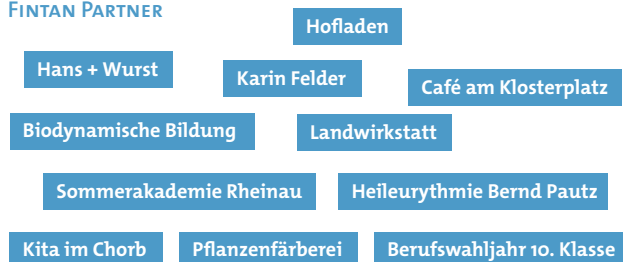 Fintan Partner
Hofladen
Hans + Wurst
Karin Felder
Café am Klosterplatz
Biodynamische Bildung
Landwirkstatt
Sommerakademie Rheinau
Heileurythmie Bernd Pautz
Kita im Chorb
Pflanzenfärberei
Berufswahljahr 10. Klasse